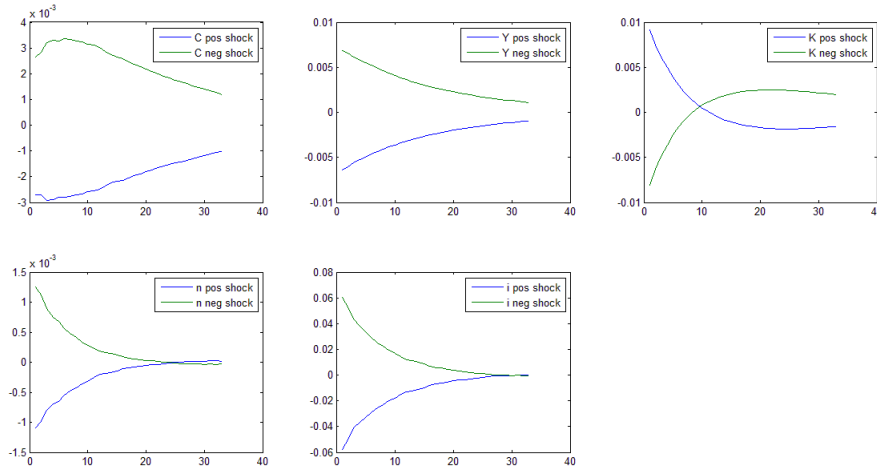 4 × 10⁻³
3
2
1
0
-1
-2
-3
0 10 20 30 40
C pos shock
C neg shock
0.01
0.005
0
-0.005
-0.01
0 10 20 30 40
Y pos shock
Y neg shock
0.01
0.005
0
-0.005
-0.01
0 10 20 30 40
K pos shock
K neg shock
1.5 × 10⁻³
1
0.5
0
-0.5
-1
-1.5
0 10 20 30 40
n pos shock
n neg shock
0.08
0.06
0.04
0.02
0
-0.02
-0.04
-0.06
0 10 20 30 40
i pos shock
i neg shock